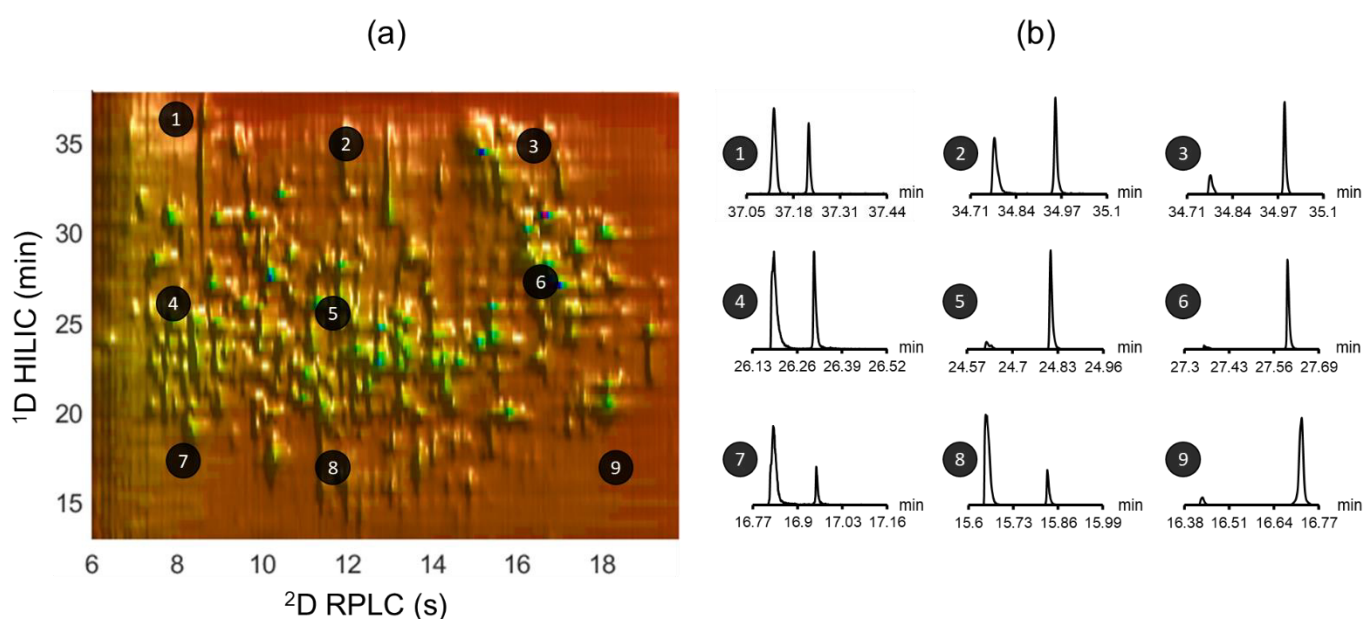 (a)
(b)
¹D HILIC (min)
35
30
25
20
15
6 8 10 12 14 16 18
²D RPLC (s)
1
2
3
4
5
6
7
8
9
1
min
37.05 37.18 37.31 37.44
2
min
34.71 34.84 34.97 35.1
3
min
34.71 34.84 34.97 35.1
4
min
26.13 26.26 26.39 26.52
5
min
24.57 24.7 24.83 24.96
6
min
27.3 27.43 27.56 27.69
7
min
16.77 16.9 17.03 17.16
8
min
15.6 15.73 15.86 15.99
9
min
16.38 16.51 16.64 16.77